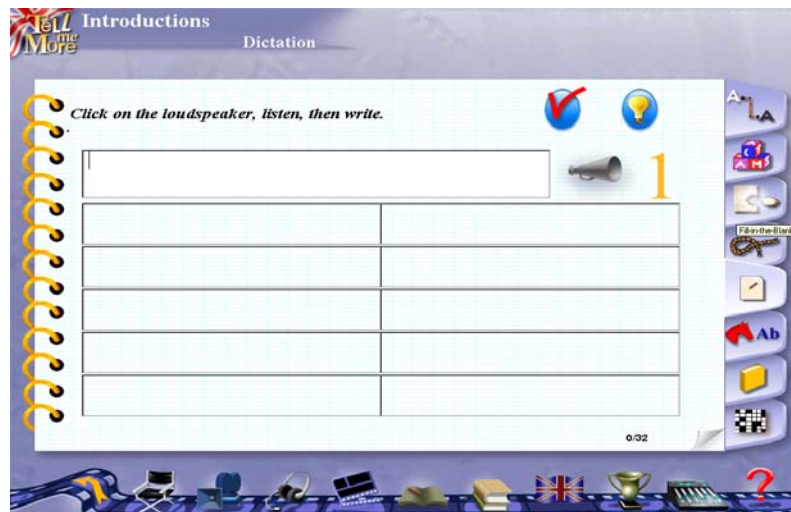 Tell me More
Introductions
Dictation
Click on the loudspeaker, listen, then write.
1
A A
A M S
Fill-in-the-Blank
Ab
0/32
?